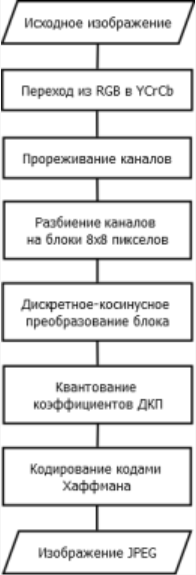 Исходное изображение
Переход из RGB в YCrCb
Прореживание каналов
Разбиение каналов
на блоки 8x8 пикселов
Дискретное-косинусное
преобразование блока
Квантование
коэффициентов ДКП
Кодирование кодами
Хаффмана
Изображение JPEG